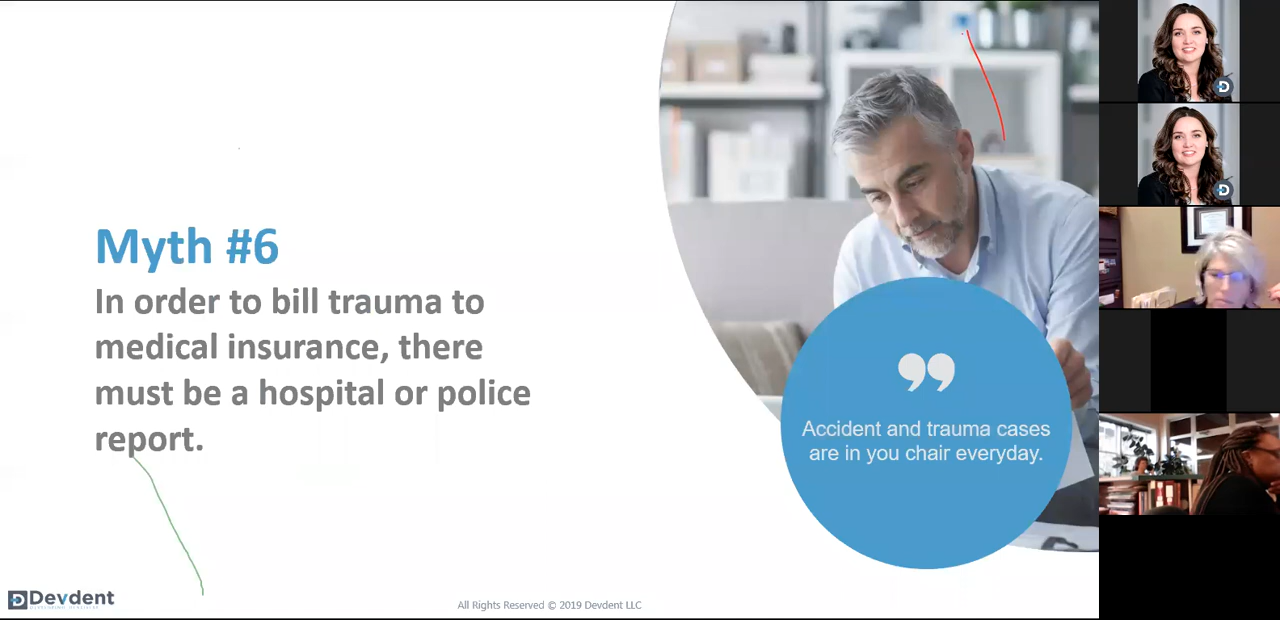 Myth #6
In order to bill trauma to
medical insurance, there
must be a hospital or police
report.
”
Accident and trauma cases
are in you chair everyday.
Devdent
All Rights Reserved © 2019 Devdent LLC